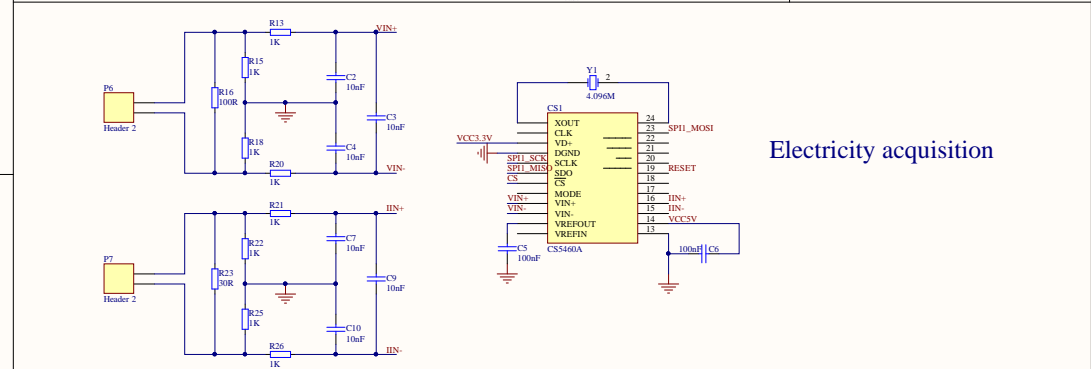 P6
Header 2
R13
1K
R15
1K
R16
100R
R18
1K
R20
1K
C2
10nF
C3
10nF
C4
10nF
VIN+
VIN-
P7
Header 2
R21
1K
R22
1K
R23
30R
R25
1K
R26
1K
C7
10nF
C9
10nF
C10
10nF
IIN+
IIN-
Y1
2
4.096M
CS1
XOUT
CLK
VD+
DGND
SCLK
SDO
CS
MODE
VIN+
VIN-
VREFOUT
VREFIN
CS5460A
VCC3.3V
SPI1_SCK
SPI1_MISO
CS
VIN+
VIN-
C5
100nF
24
23
22
21
20
19
18
17
16
15
14
13
SPI1_MOSI
RESET
IIN+
IIN-
VCC5V
100nF
C6
Electricity acquisition